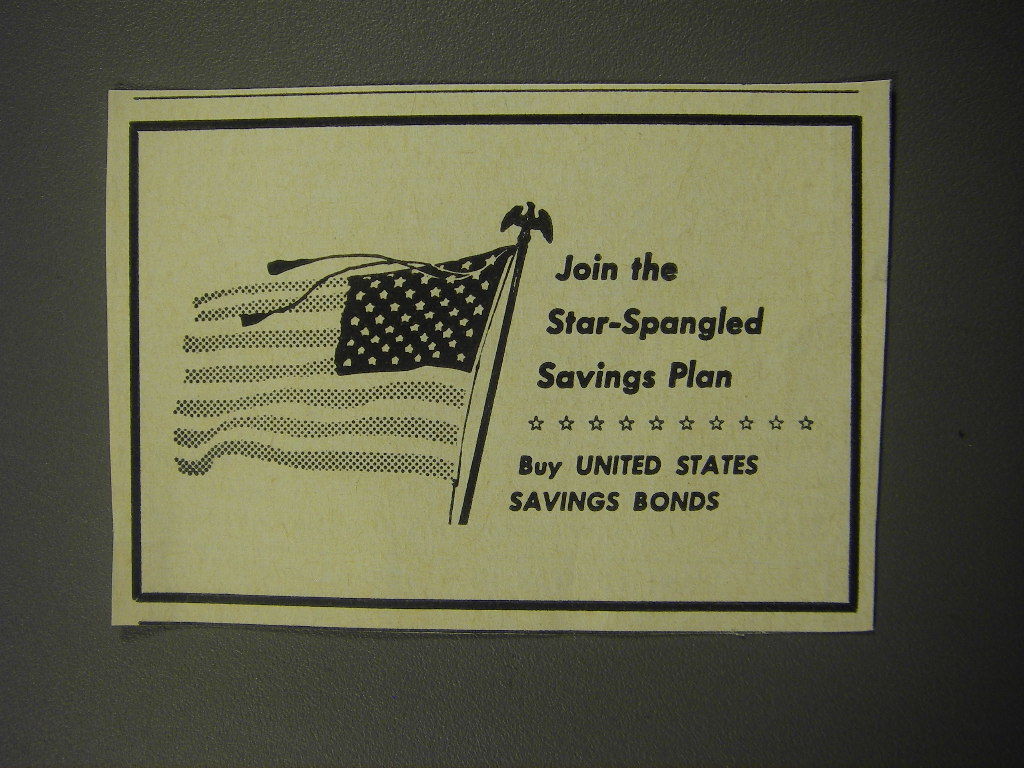 Join the
Star-Spangled
Savings Plan
☆ ☆ ☆ ☆ ☆ ☆ ☆ ☆ ☆ ☆
Buy UNITED STATES
SAVINGS BONDS